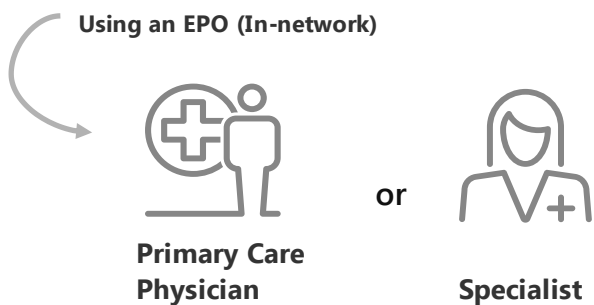 Using an EPO (In-network)
or
Primary Care
Physician
Specialist